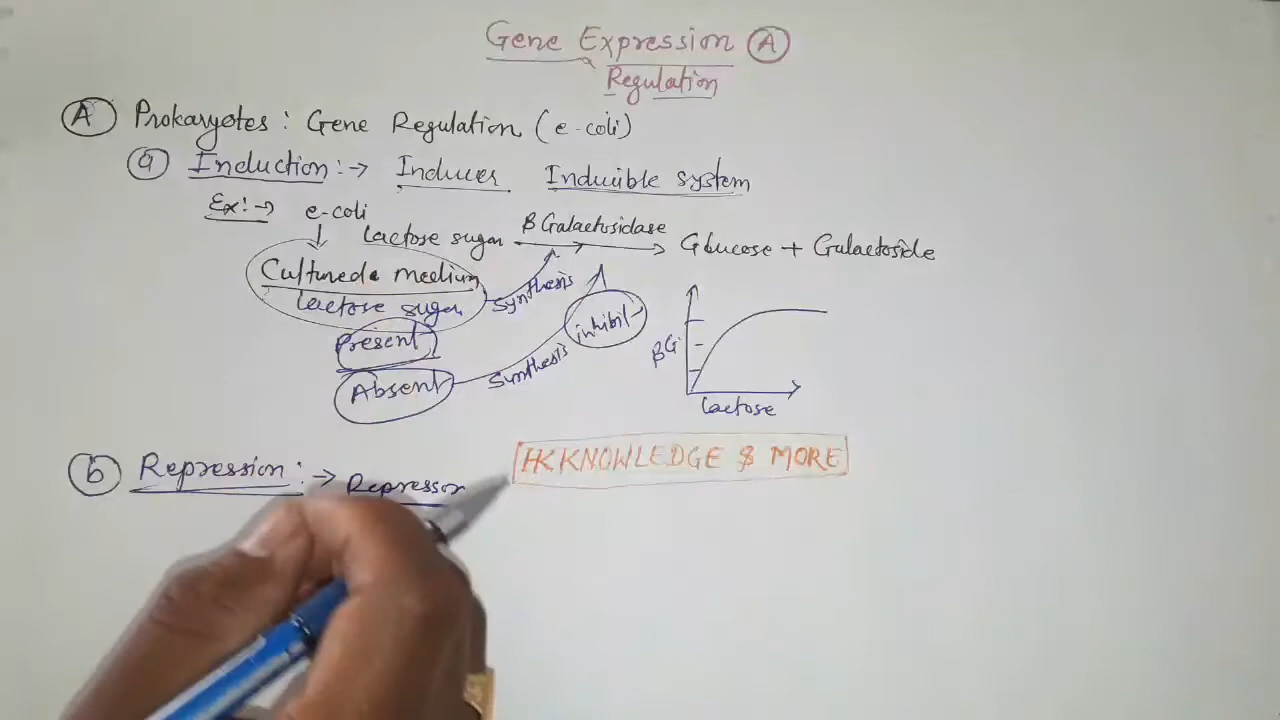 Gene Expression A
Regulation
A Prokaryotes : Gene Regulation (e-coli)
a Induction :→ Inducer Inducible system
Ex:→ e-coli
Lactose sugar β Galactosidase Glucose + Galactoside
Cultured medium
Lactose sugar Synthesis
Present inhibit
Absent Synthesis
βG
Lactose
b Repression :→ Repressor
HK KNOWLEDGE & MORE